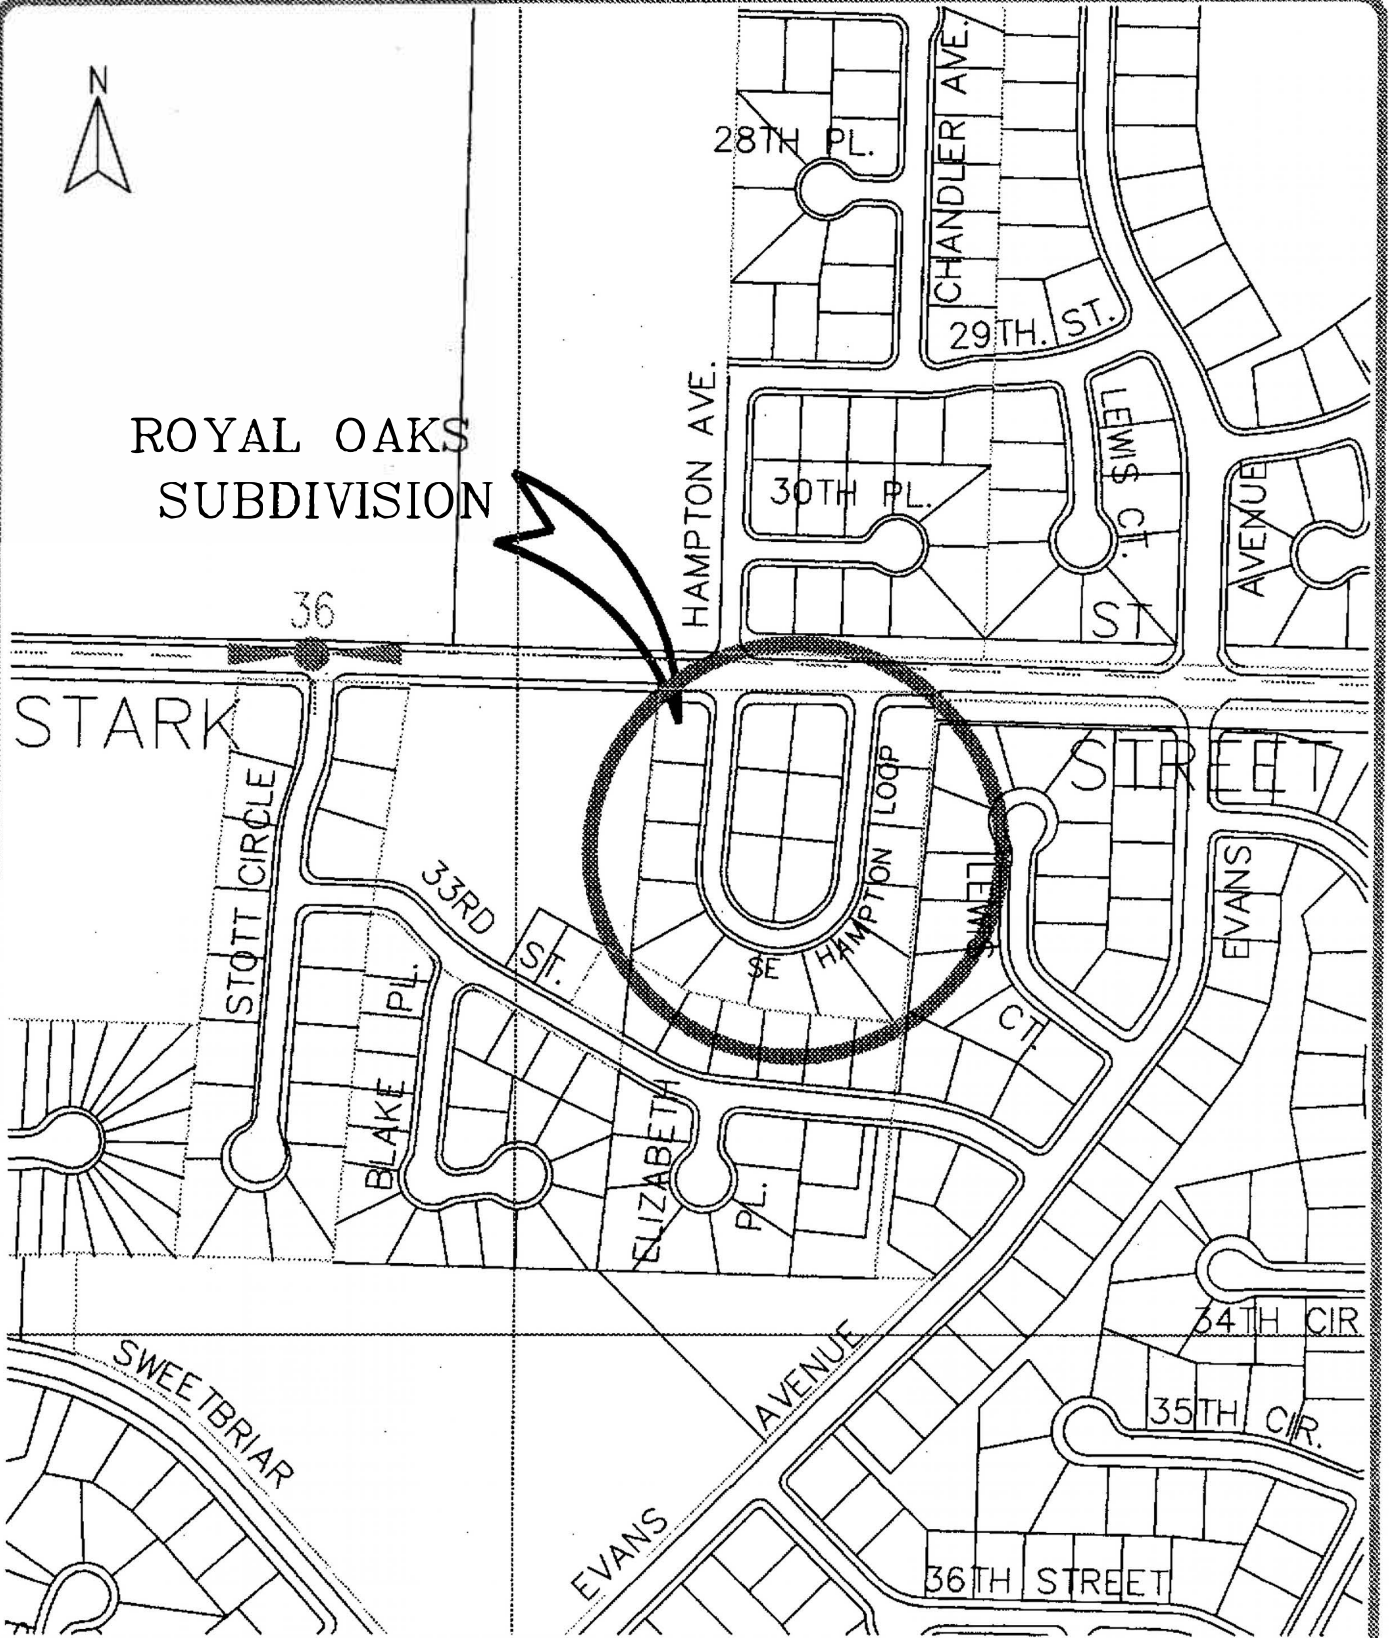 N
28TH PL.
CHANDLER AVE.
29TH. ST.
HAMPTON AVE.
LEWIS CT.
ROYAL OAKS
SUBDIVISION
30TH PL.
AVENUE
36
ST
STARK
STREET
STOTT CIRCLE
33RD
ST.
SE HAMPTON LOOP
LEWIS
CT.
EVANS
BLAKE PL.
ELIZABETH
PL.
34TH CIR
SWEETBRIAR
AVENUE
35TH CIR.
EVANS
36TH STREET